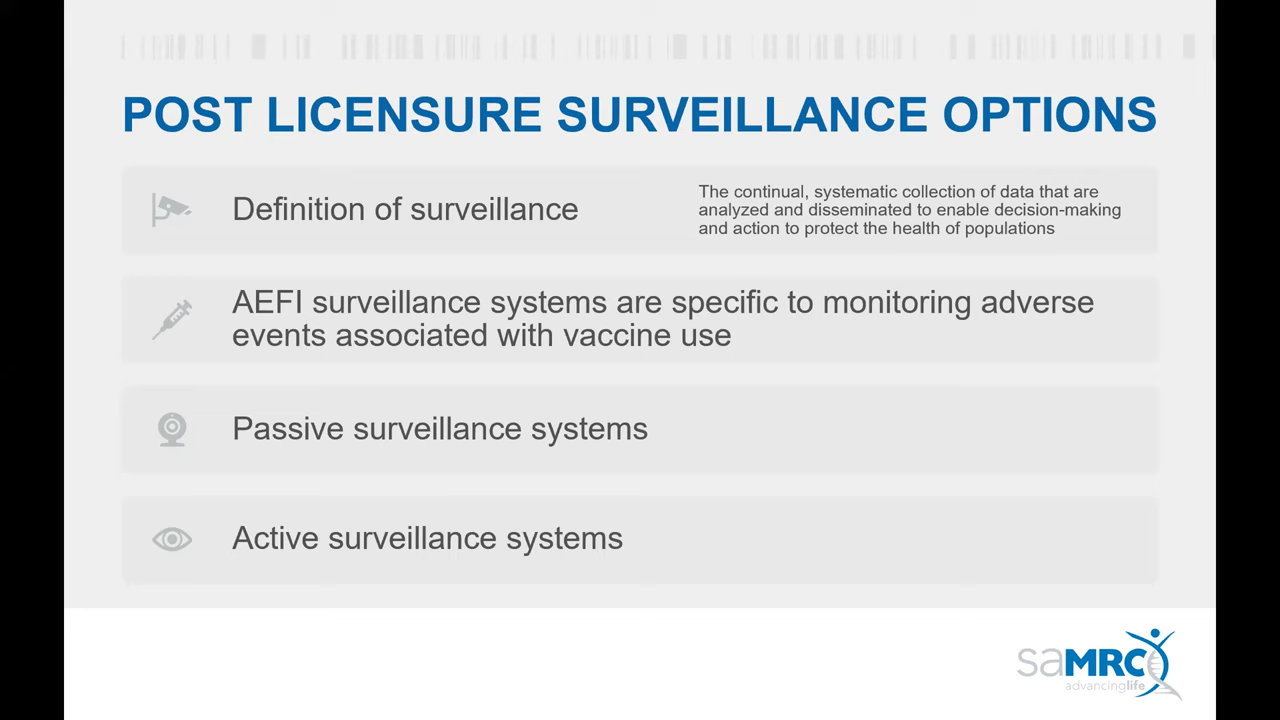 POST LICENSURE SURVEILLANCE OPTIONS
Definition of surveillance
The continual, systematic collection of data that are
analyzed and disseminated to enable decision-making
and action to protect the health of populations
AEFI surveillance systems are specific to monitoring adverse
events associated with vaccine use
Passive surveillance systems
Active surveillance systems
saMRC
advancinglife